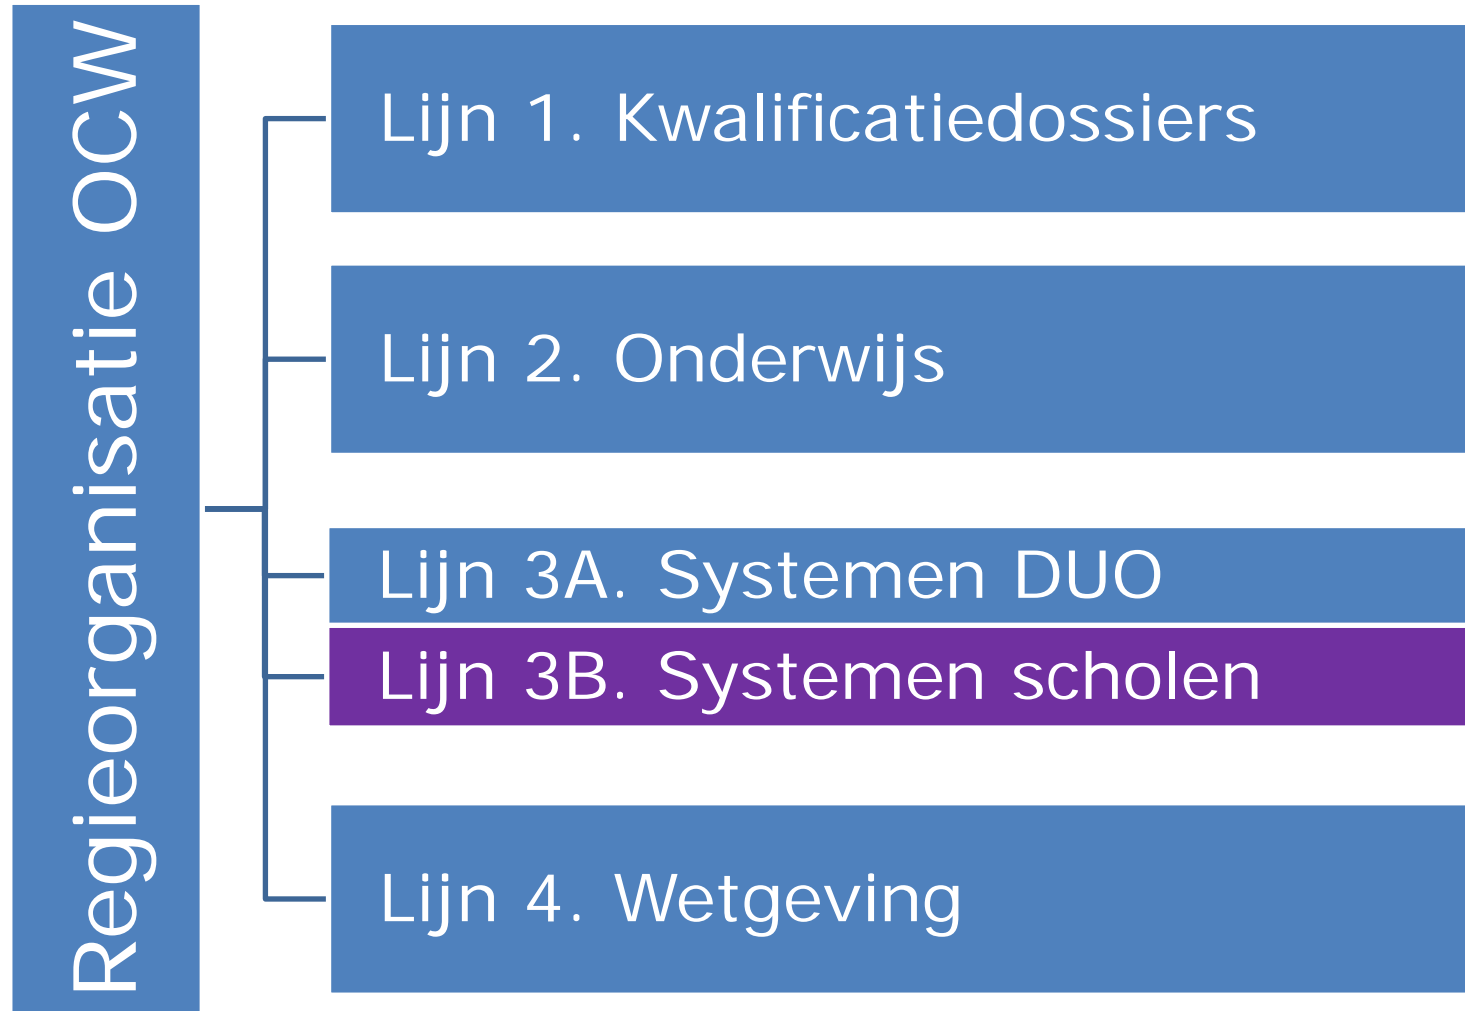 Regieorganisatie OCW
Lijn 1. Kwalificatiedossiers
Lijn 2. Onderwijs
Lijn 3A. Systemen DUO
Lijn 3B. Systemen scholen
Lijn 4. Wetgeving